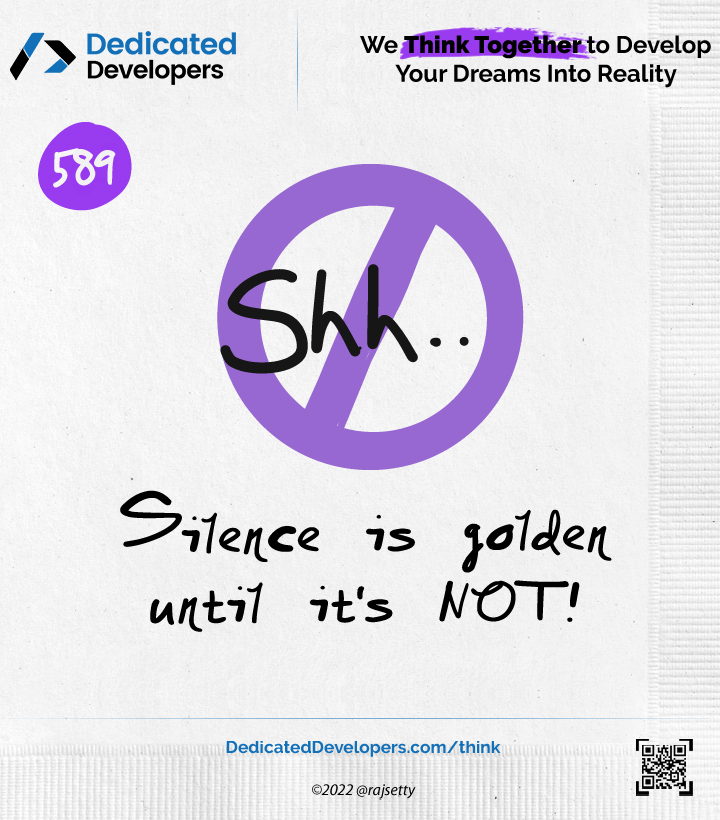 Dedicated
Developers
We Think Together to Develop
Your Dreams Into Reality
589
Shh..
Silence is golden
until it's NOT!
DedicatedDevelopers.com/think
©2022 @rajsetty